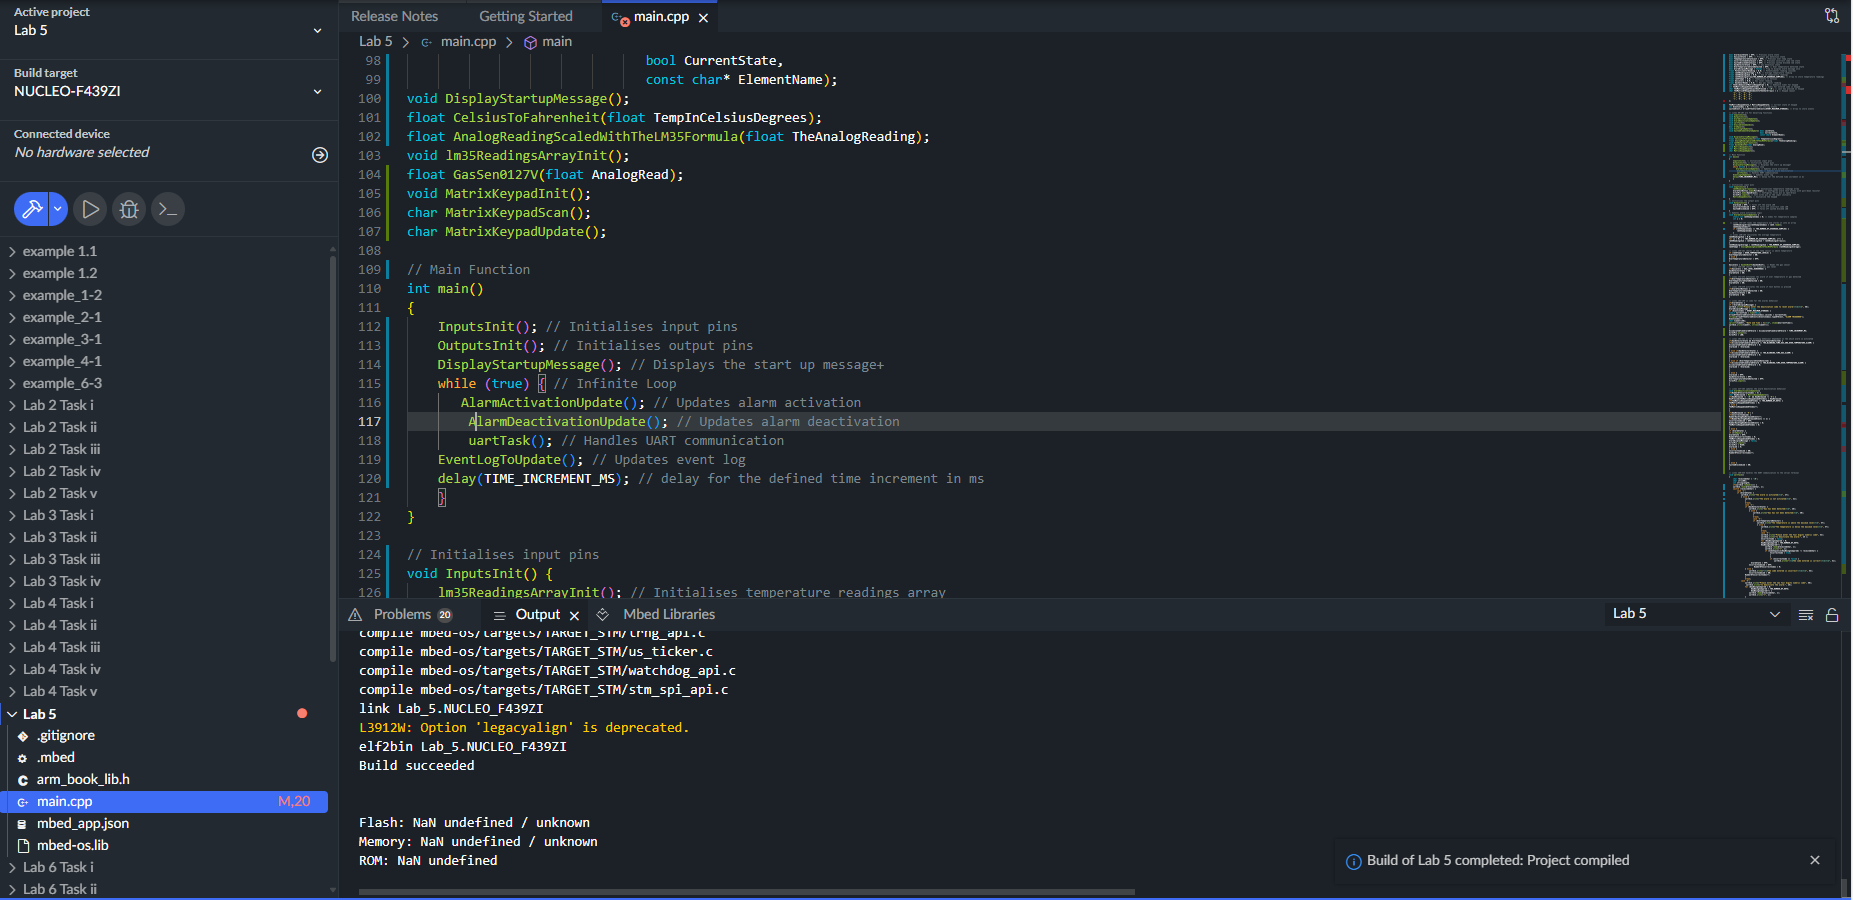 Active project
Lab 5
Build target
NUCLEO-F439ZI
Connected device
No hardware selected
example 1.1
example 1.2
example_1-2
example_2-1
example_3-1
example_4-1
example_6-3
Lab 2 Task i
Lab 2 Task ii
Lab 2 Task iii
Lab 2 Task iv
Lab 2 Task v
Lab 3 Task i
Lab 3 Task ii
Lab 3 Task iii
Lab 3 Task iv
Lab 4 Task i
Lab 4 Task ii
Lab 4 Task iii
Lab 4 Task iv
Lab 4 Task v
Lab 5
.gitignore
.mbed
arm_book_lib.h
main.cpp M,20
mbed_app.json
mbed-os.lib
Lab 6 Task i
Lab 6 Task ii
Release Notes Getting Started main.cpp
Lab 5 > main.cpp > main
98 bool CurrentState,
99 const char* ElementName);
100 void DisplayStartupMessage();
101 float CelsiusToFahrenheit(float TempInCelsiusDegrees);
102 float AnalogReadingScaledWithTheLM35Formula(float TheAnalogReading);
103 void lm35ReadingsArrayInit();
104 float GasSen0127V(float AnalogRead);
105 void MatrixKeypadInit();
106 char MatrixKeypadScan();
107 char MatrixKeypadUpdate();
108
109 // Main Function
110 int main()
111 {
112 InputsInit(); // Initialises input pins
113 OutputsInit(); // Initialises output pins
114 DisplayStartupMessage(); // Displays the start up message+
115 while (true) { // Infinite Loop
116 AlarmActivationUpdate(); // Updates alarm activation
117 AlarmDeactivationUpdate(); // Updates alarm deactivation
118 uartTask(); // Handles UART communication
119 EventLogToUpdate(); // Updates event log
120 delay(TIME_INCREMENT_MS); // delay for the defined time increment in ms
121 }
122 }
123
124 // Initialises input pins
125 void InputsInit() {
126 lm35ReadingsArrayInit(); // Initialises temperature readings array
Problems 20 Output Mbed Libraries Lab 5
compile mbed-os/targets/TARGET_STM/trng_api.c
compile mbed-os/targets/TARGET_STM/us_ticker.c
compile mbed-os/targets/TARGET_STM/watchdog_api.c
compile mbed-os/targets/TARGET_STM/stm_spi_api.c
link Lab_5.NUCLEO_F439ZI
L3912W: Option 'legacyalign' is deprecated.
elf2bin Lab_5.NUCLEO_F439ZI
Build succeeded
Flash: NaN undefined / unknown
Memory: NaN undefined / unknown
ROM: NaN undefined
Build of Lab 5 completed: Project compiled